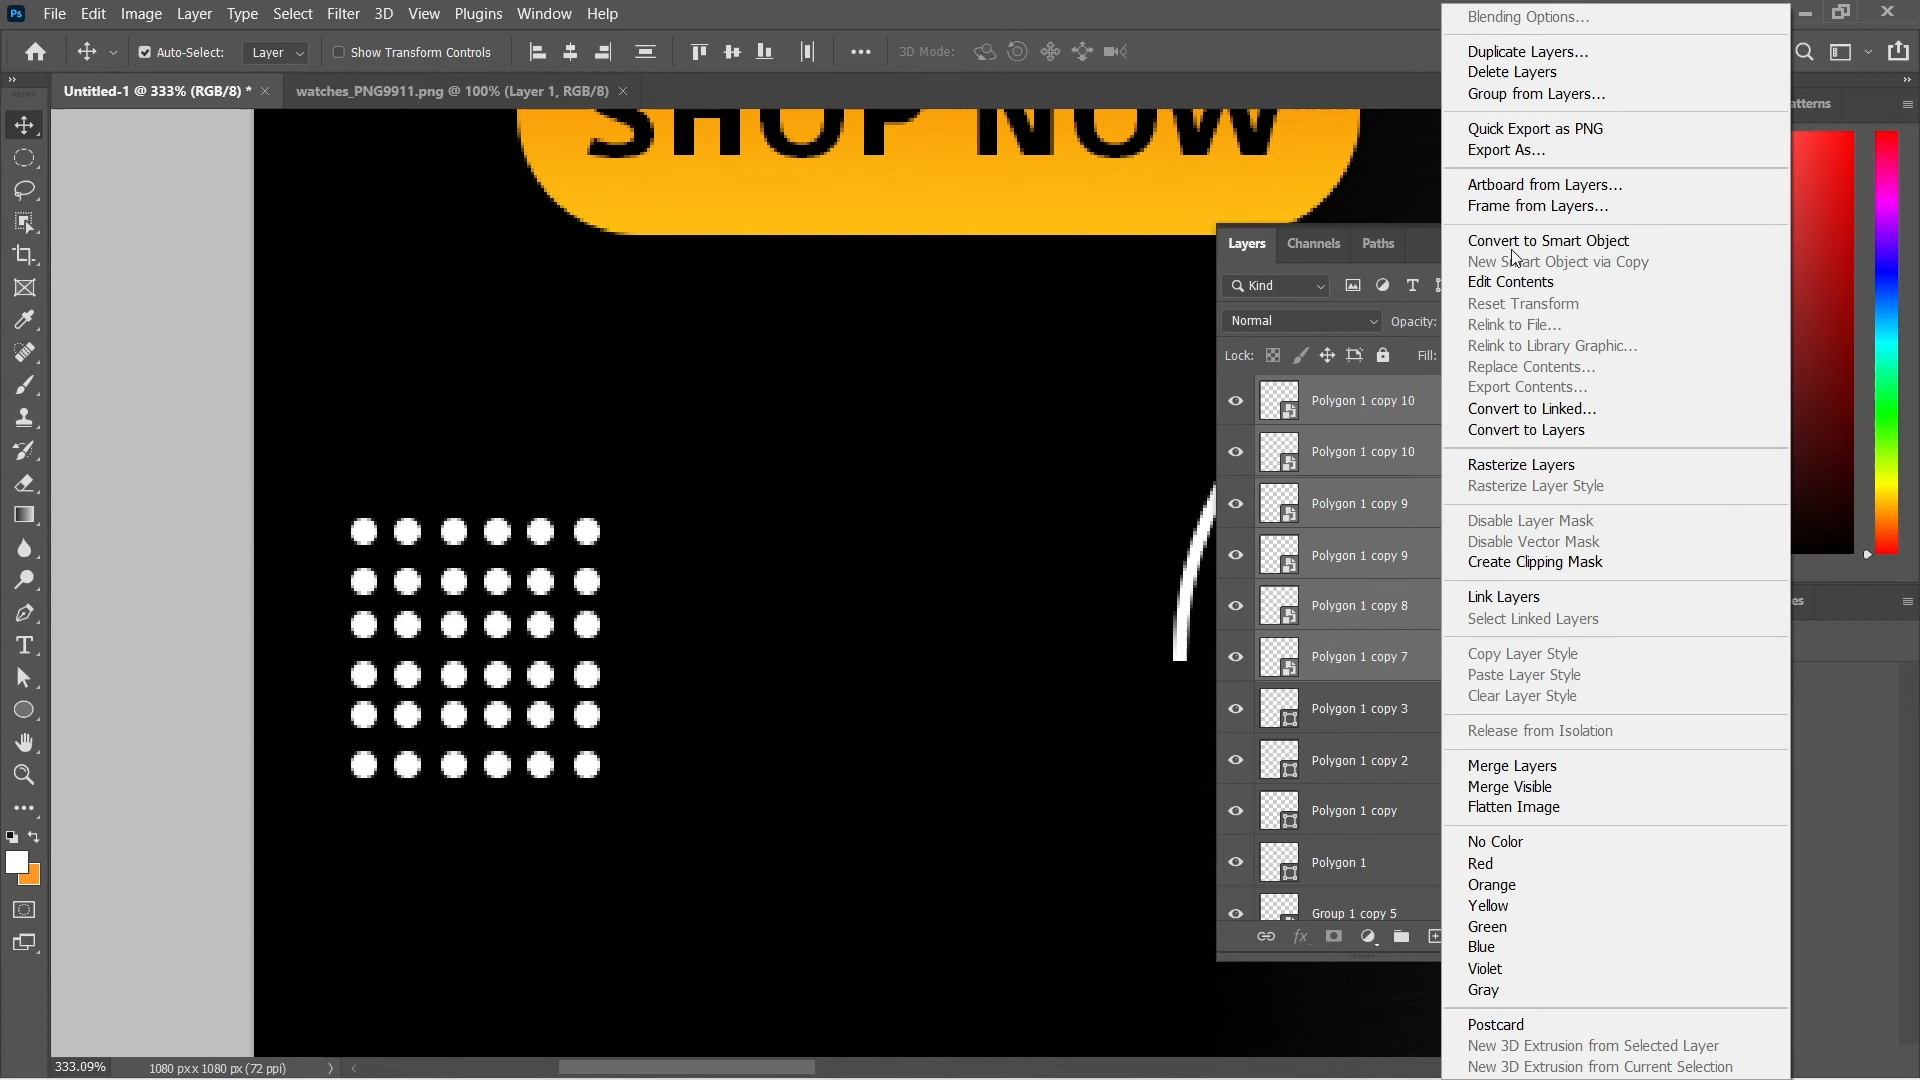 Ps File Edit Image Layer Type Select Filter 3D View Plugins Window Help
Auto-Select: Layer Show Transform Controls 3D Mode:
Untitled-1 @ 333% (RGB/8) * × watches_PNG9911.png @ 100% (Layer 1, RGB/8) ×
SHOP NOW
Layers Channels Paths
Kind
Normal Opacity:
Lock: Fill:
Polygon 1 copy 10
Polygon 1 copy 10
Polygon 1 copy 9
Polygon 1 copy 9
Polygon 1 copy 8
Polygon 1 copy 7
Polygon 1 copy 3
Polygon 1 copy 2
Polygon 1 copy
Polygon 1
Group 1 copy 5
fx
Blending Options...
Duplicate Layers...
Delete Layers
Group from Layers...
Quick Export as PNG
Export As...
Artboard from Layers...
Frame from Layers...
Convert to Smart Object
New Smart Object via Copy
Edit Contents
Reset Transform
Relink to File...
Relink to Library Graphic...
Replace Contents...
Export Contents...
Convert to Linked...
Convert to Layers
Rasterize Layers
Rasterize Layer Style
Disable Layer Mask
Disable Vector Mask
Create Clipping Mask
Link Layers
Select Linked Layers
Copy Layer Style
Paste Layer Style
Clear Layer Style
Release from Isolation
Merge Layers
Merge Visible
Flatten Image
No Color
Red
Orange
Yellow
Green
Blue
Violet
Gray
Postcard
New 3D Extrusion from Selected Layer
New 3D Extrusion from Current Selection
atterns
es
333.09% 1080 px x 1080 px (72 ppi)